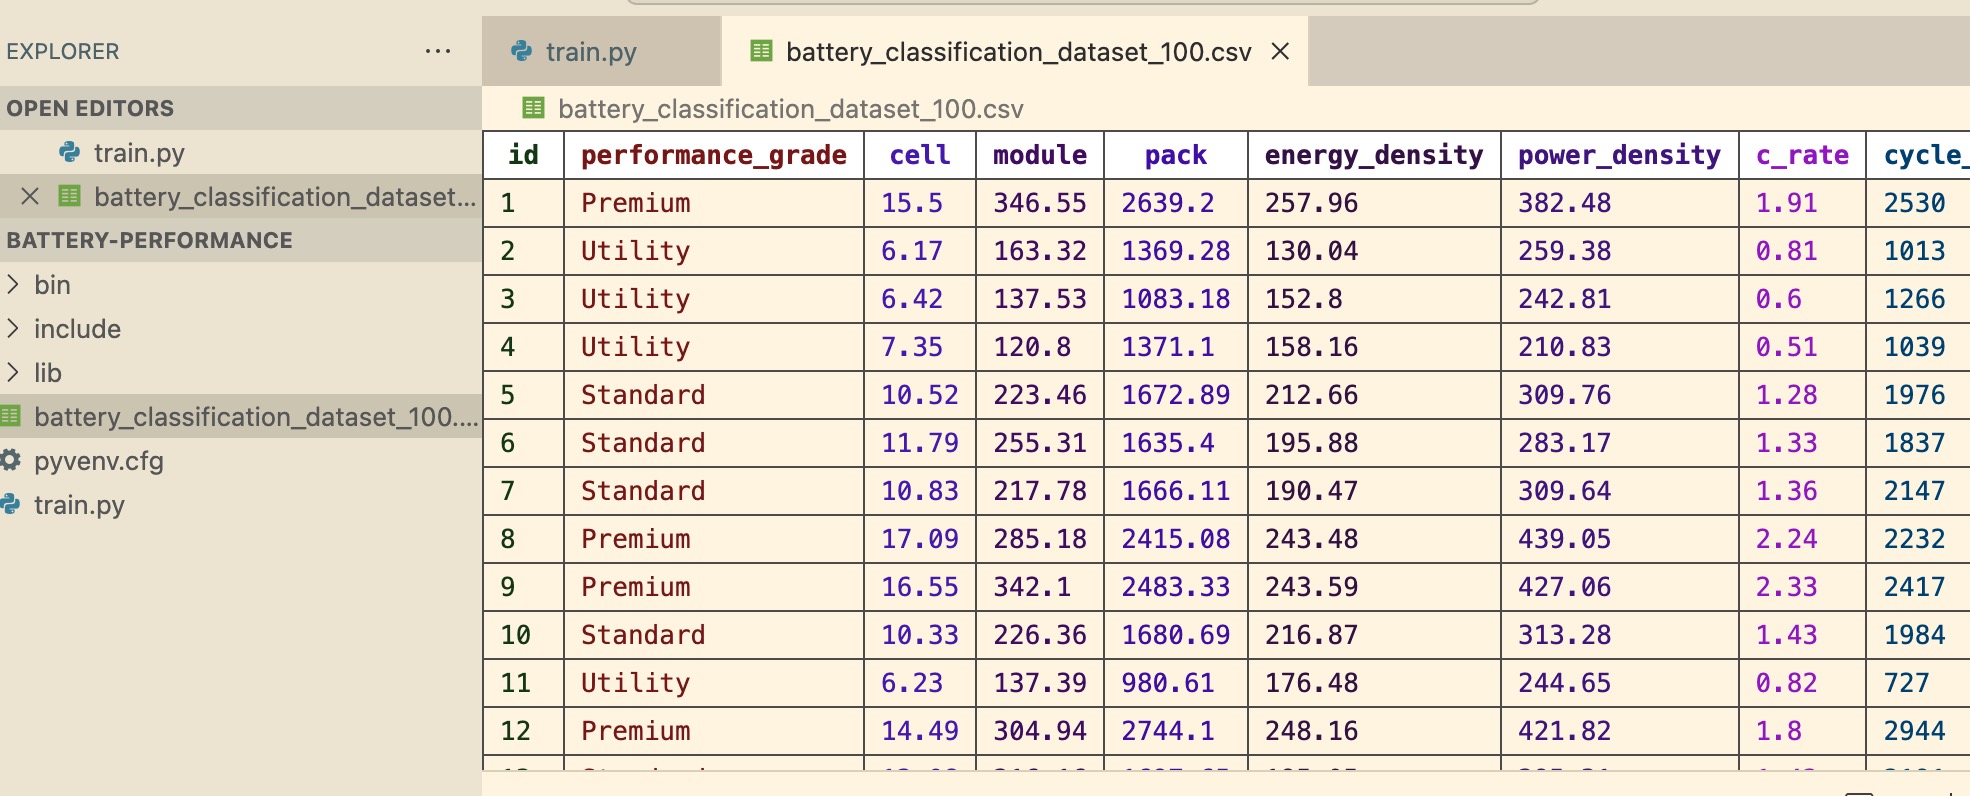 EXPLORER
OPEN EDITORS
train.py
battery_classification_dataset...
BATTERY-PERFORMANCE
bin
include
lib
battery_classification_dataset_100....
pyvenv.cfg
train.py
train.py battery_classification_dataset_100.csv
battery_classification_dataset_100.csv
id performance_grade cell module pack energy_density power_density c_rate cycle_
1 Premium 15.5 346.55 2639.2 257.96 382.48 1.91 2530
2 Utility 6.17 163.32 1369.28 130.04 259.38 0.81 1013
3 Utility 6.42 137.53 1083.18 152.8 242.81 0.6 1266
4 Utility 7.35 120.8 1371.1 158.16 210.83 0.51 1039
5 Standard 10.52 223.46 1672.89 212.66 309.76 1.28 1976
6 Standard 11.79 255.31 1635.4 195.88 283.17 1.33 1837
7 Standard 10.83 217.78 1666.11 190.47 309.64 1.36 2147
8 Premium 17.09 285.18 2415.08 243.48 439.05 2.24 2232
9 Premium 16.55 342.1 2483.33 243.59 427.06 2.33 2417
10 Standard 10.33 226.36 1680.69 216.87 313.28 1.43 1984
11 Utility 6.23 137.39 980.61 176.48 244.65 0.82 727
12 Premium 14.49 304.94 2744.1 248.16 421.82 1.8 2944